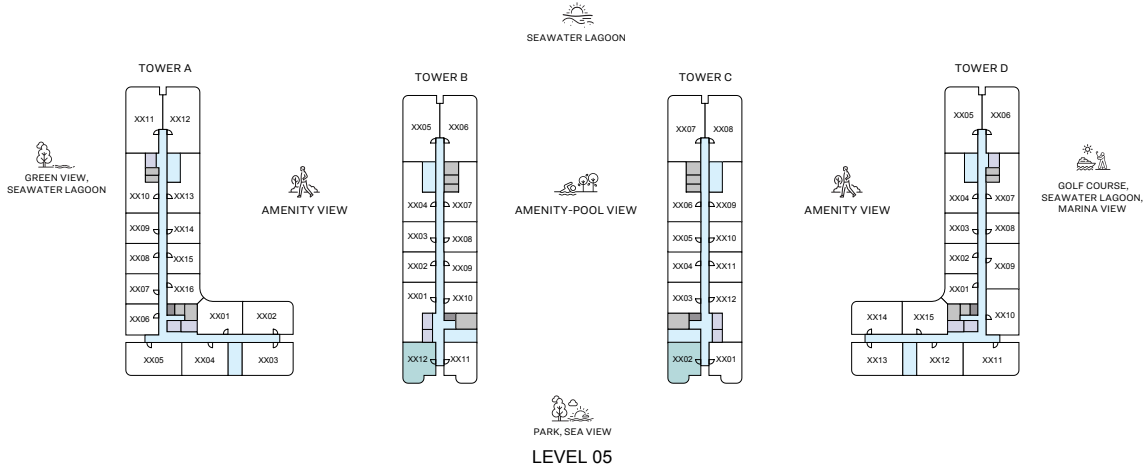 SEAWATER LAGOON
TOWER A
TOWER B
TOWER C
TOWER D
XX11
XX12
XX10
XX13
XX09
XX14
XX08
XX15
XX07
XX16
XX06
XX01
XX02
XX05
XX04
XX03
XX05
XX06
XX04
XX07
XX03
XX08
XX02
XX09
XX01
XX10
XX12
XX11
XX07
XX08
XX06
XX09
XX05
XX10
XX04
XX11
XX03
XX12
XX02
XX01
XX05
XX06
XX04
XX07
XX03
XX08
XX02
XX09
XX01
XX10
XX14
XX15
XX13
XX12
XX11
GREEN VIEW,
SEAWATER LAGOON
AMENITY VIEW
AMENITY-POOL VIEW
AMENITY VIEW
GOLF COURSE,
SEAWATER LAGOON,
MARINA VIEW
PARK, SEA VIEW
LEVEL 05